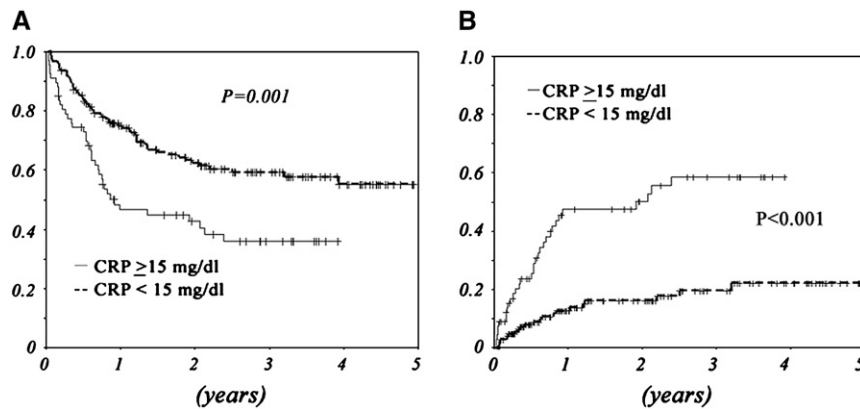 A
1.0
0.8
0.6
0.4
0.2
0
P=0.001
CRP ≥15 mg/dl
CRP < 15 mg/dl
0 1 2 3 4 5
(years)
B
1.0
0.8
0.6
0.4
0.2
0
CRP ≥15 mg/dl
CRP < 15 mg/dl
P<0.001
0 1 2 3 4 5
(years)